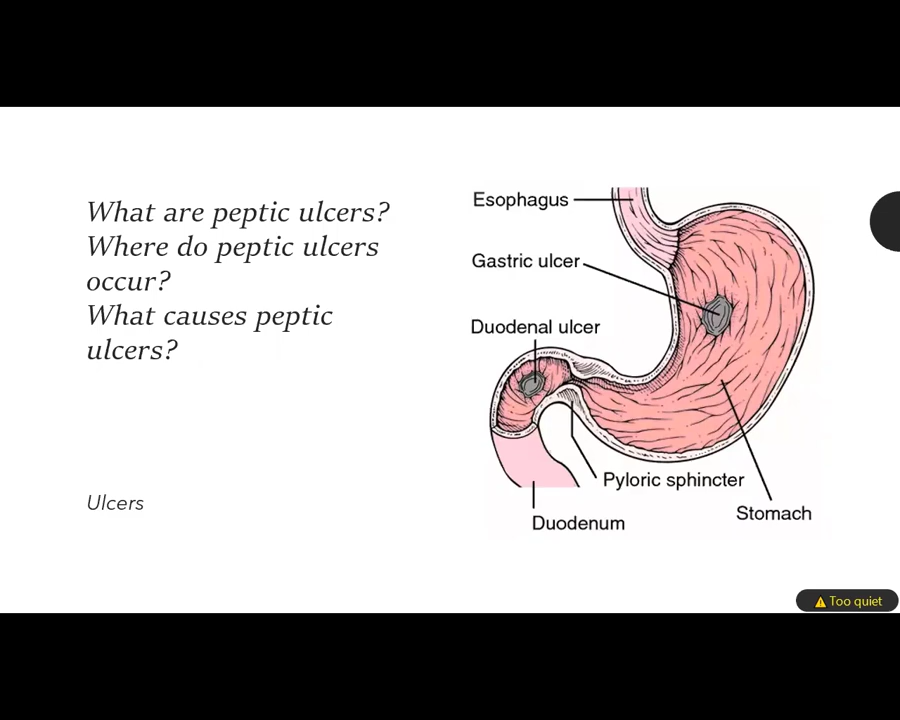 What are peptic ulcers?
Where do peptic ulcers
occur?
What causes peptic
ulcers?
Ulcers
Esophagus
Gastric ulcer
Duodenal ulcer
Pyloric sphincter
Stomach
Duodenum
Too quiet